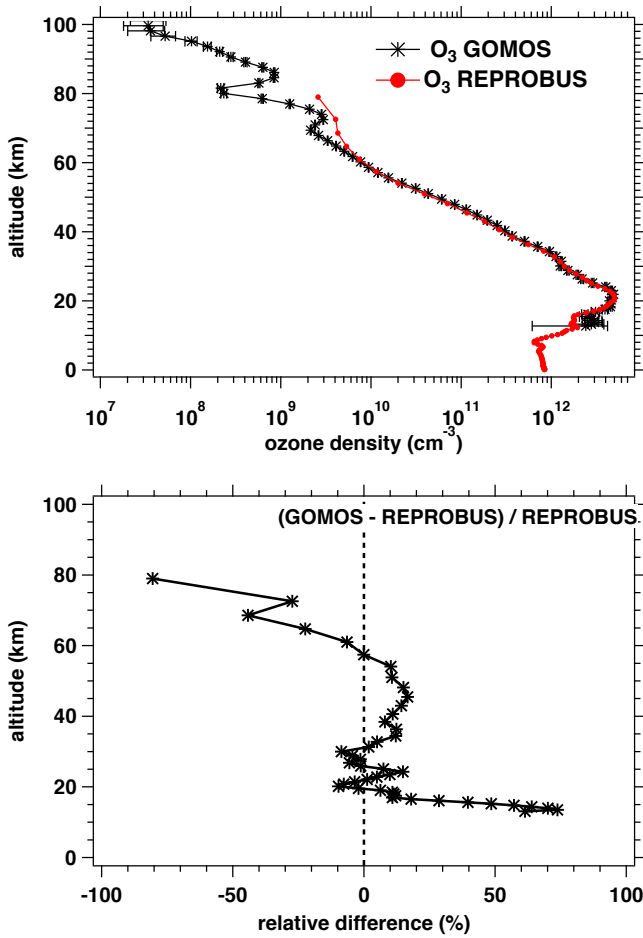 100
80
60
40
20
0
altitude (km)
O3 GOMOS
O3 REPROBUS
10^7 10^8 10^9 10^10 10^11 10^12
ozone density (cm^-3)
(GOMOS - REPROBUS) / REPROBUS
100
80
60
40
20
0
altitude (km)
-100 -50 0 50 100
relative difference (%)